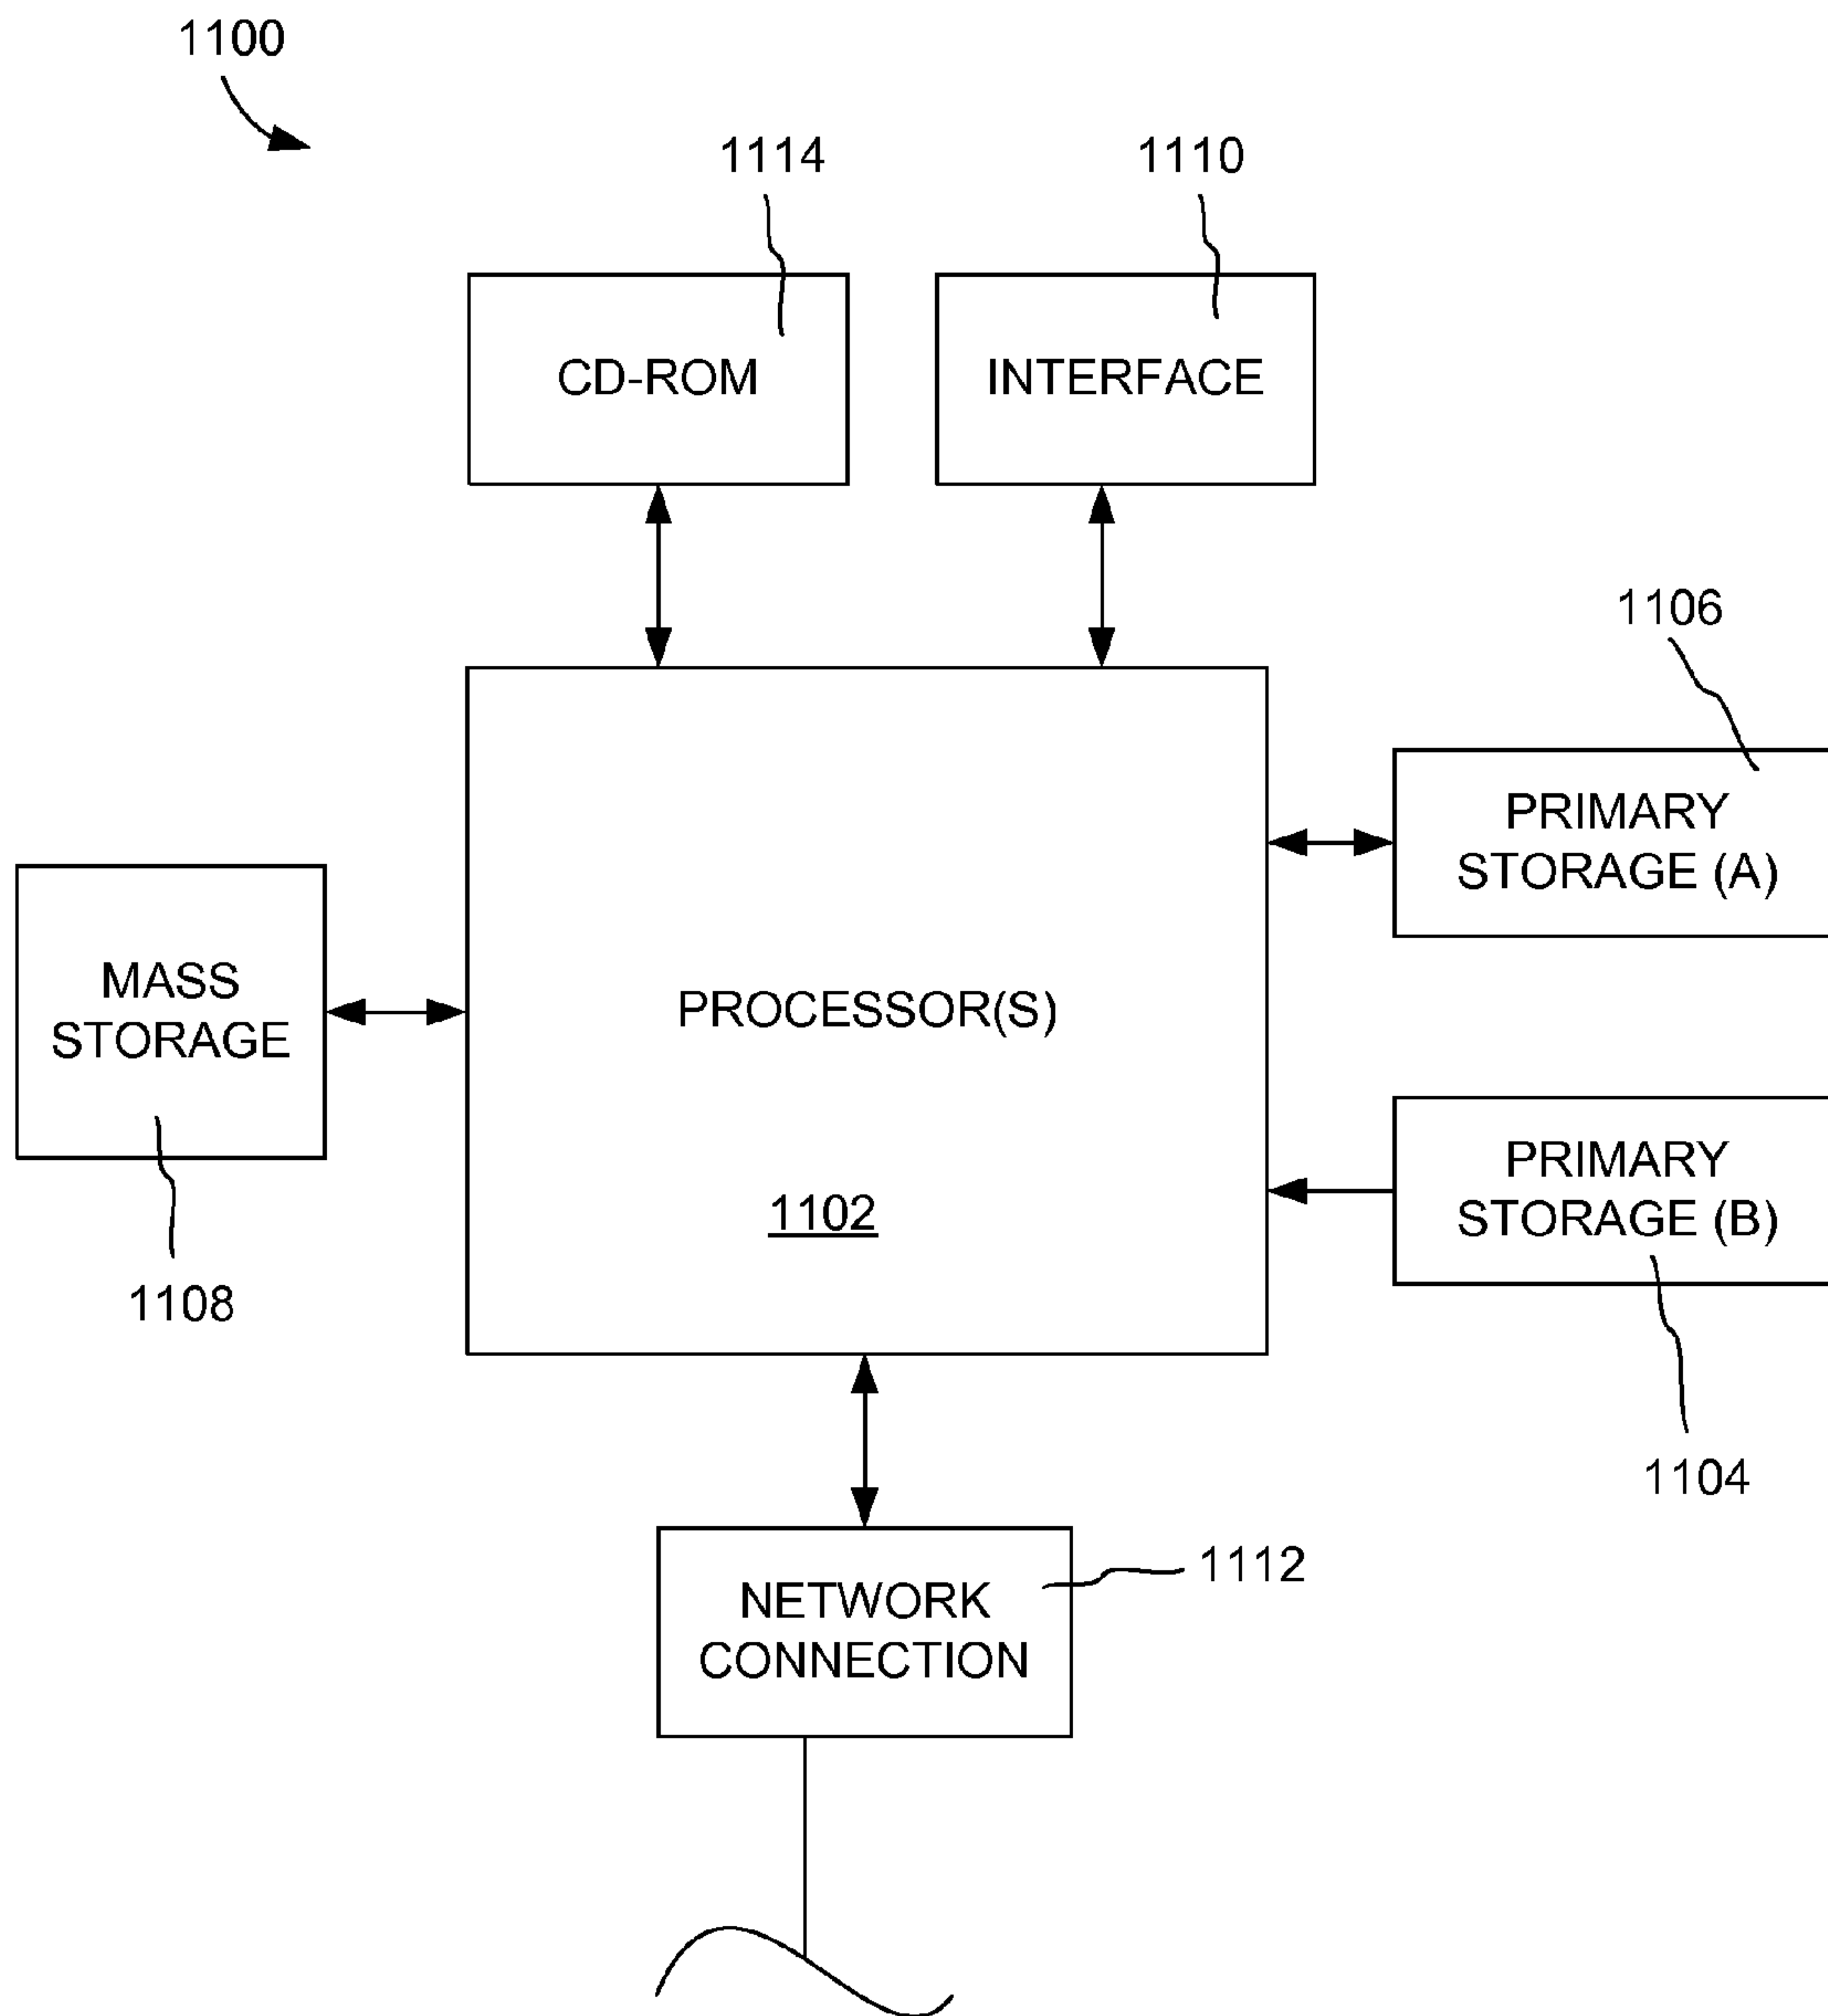 1100
1114
1110
CD-ROM
INTERFACE
1106
PRIMARY
STORAGE (A)
MASS
STORAGE
PROCESSOR(S)
1102
PRIMARY
STORAGE (B)
1108
1104
NETWORK
CONNECTION
1112